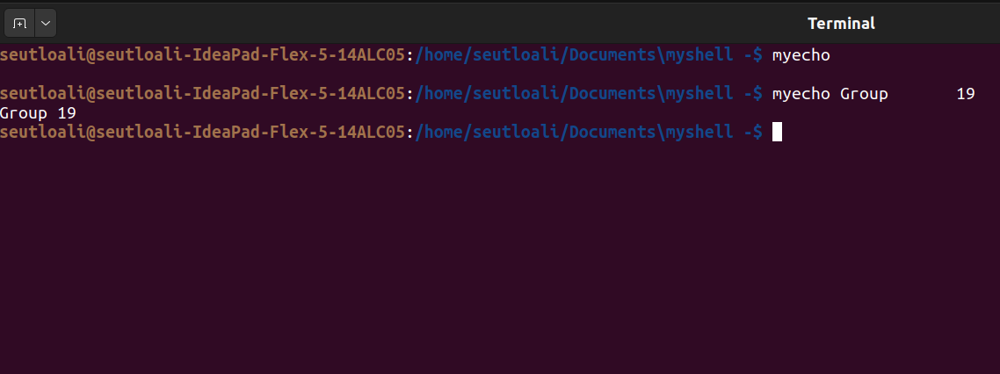 Terminal
seutloali@seutloali-IdeaPad-Flex-5-14ALC05:/home/seutloali/Documents\myshell -$ myecho
seutloali@seutloali-IdeaPad-Flex-5-14ALC05:/home/seutloali/Documents\myshell -$ myecho Group       19
Group 19
seutloali@seutloali-IdeaPad-Flex-5-14ALC05:/home/seutloali/Documents\myshell -$